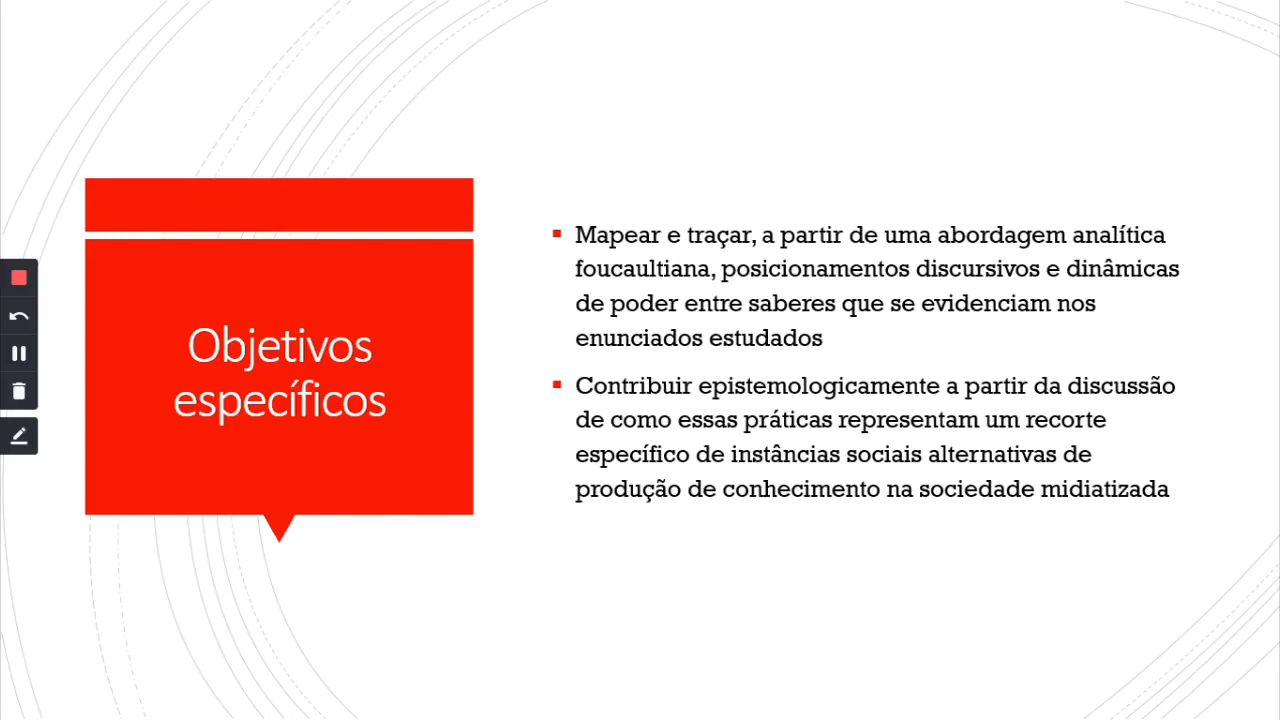 Objetivos
específicos
Mapear e traçar, a partir de uma abordagem analítica
foucaultiana, posicionamentos discursivos e dinâmicas
de poder entre saberes que se evidenciam nos
enunciados estudados
Contribuir epistemologicamente a partir da discussão
de como essas práticas representam um recorte
específico de instâncias sociais alternativas de
produção de conhecimento na sociedade midiatizada